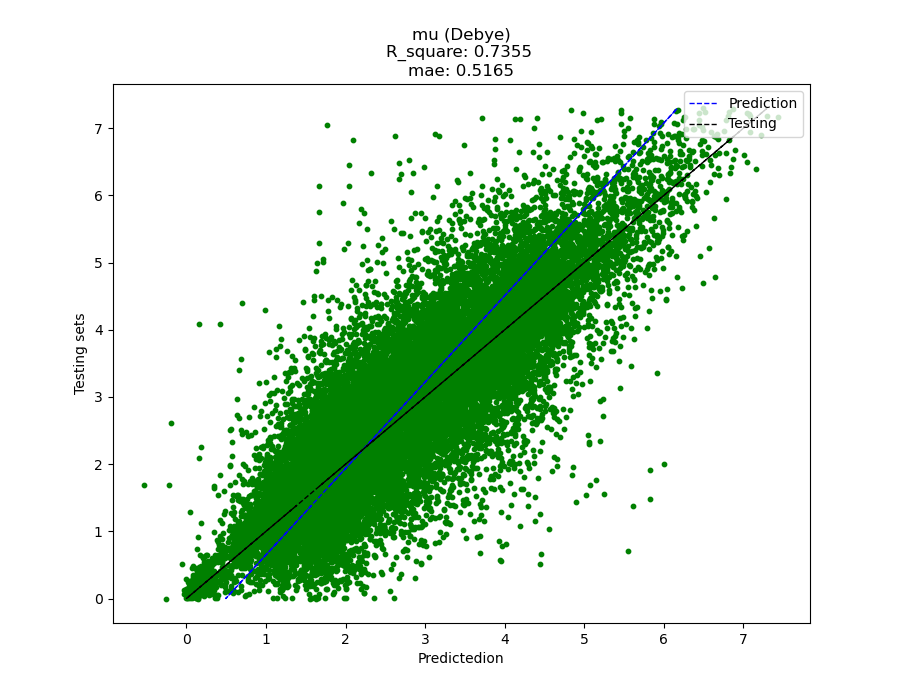 mu (Debye)
R_square: 0.7355
mae: 0.5165
Prediction
Testing
7
6
5
4
3
2
1
0
Testing sets
0 1 2 3 4 5 6 7
Predictedion